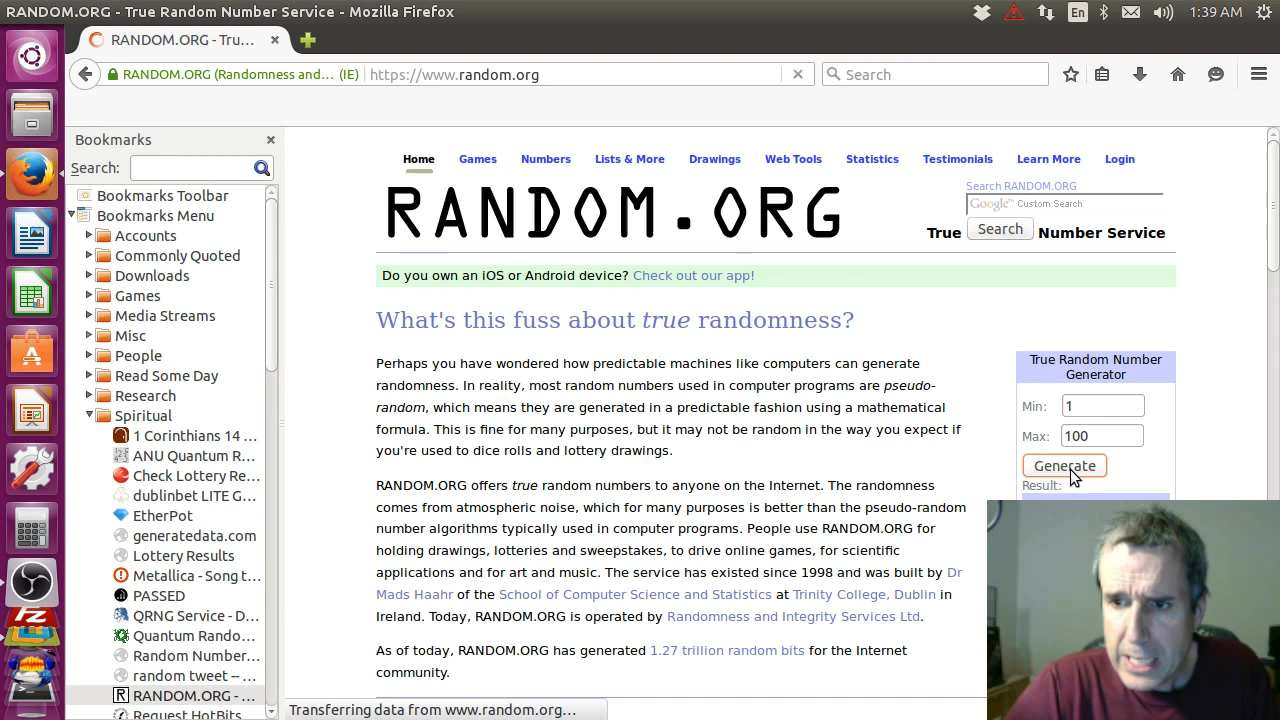 RANDOM.ORG - True Random Number Service - Mozilla Firefox
En
1:39 AM
RANDOM.ORG - True...
RANDOM.ORG (Randomness and... (IE)
https://www.random.org
Search
Bookmarks
Search:
Bookmarks Toolbar
Bookmarks Menu
Accounts
Commonly Quoted
Downloads
Games
Media Streams
Misc
People
Read Some Day
Research
Spiritual
1 Corinthians 14 ...
ANU Quantum R...
Check Lottery Re...
dublinbet LITE G...
EtherPot
generatedata.com
Lottery Results
Metallica - Song t...
PASSED
QRNG Service - D...
Quantum Rando...
Random Number...
random tweet -- ...
RANDOM.ORG - ...
Request HotBits
Home Games Numbers Lists & More Drawings Web Tools Statistics Testimonials Learn More Login
RANDOM.ORG
Search RANDOM.ORG
Google™ Custom Search
True Search Number Service
Do you own an iOS or Android device? Check out our app!
What's this fuss about true randomness?
Perhaps you have wondered how predictable machines like computers can generate
randomness. In reality, most random numbers used in computer programs are pseudo-
random, which means they are generated in a predictable fashion using a mathematical
formula. This is fine for many purposes, but it may not be random in the way you expect if
you're used to dice rolls and lottery drawings.
RANDOM.ORG offers true random numbers to anyone on the Internet. The randomness
comes from atmospheric noise, which for many purposes is better than the pseudo-random
number algorithms typically used in computer programs. People use RANDOM.ORG for
holding drawings, lotteries and sweepstakes, to drive online games, for scientific
applications and for art and music. The service has existed since 1998 and was built by Dr
Mads Haahr of the School of Computer Science and Statistics at Trinity College, Dublin in
Ireland. Today, RANDOM.ORG is operated by Randomness and Integrity Services Ltd.
As of today, RANDOM.ORG has generated 1.27 trillion random bits for the Internet
community.
True Random Number
Generator
Min: 1
Max: 100
Generate
Result:
Transferring data from www.random.org...